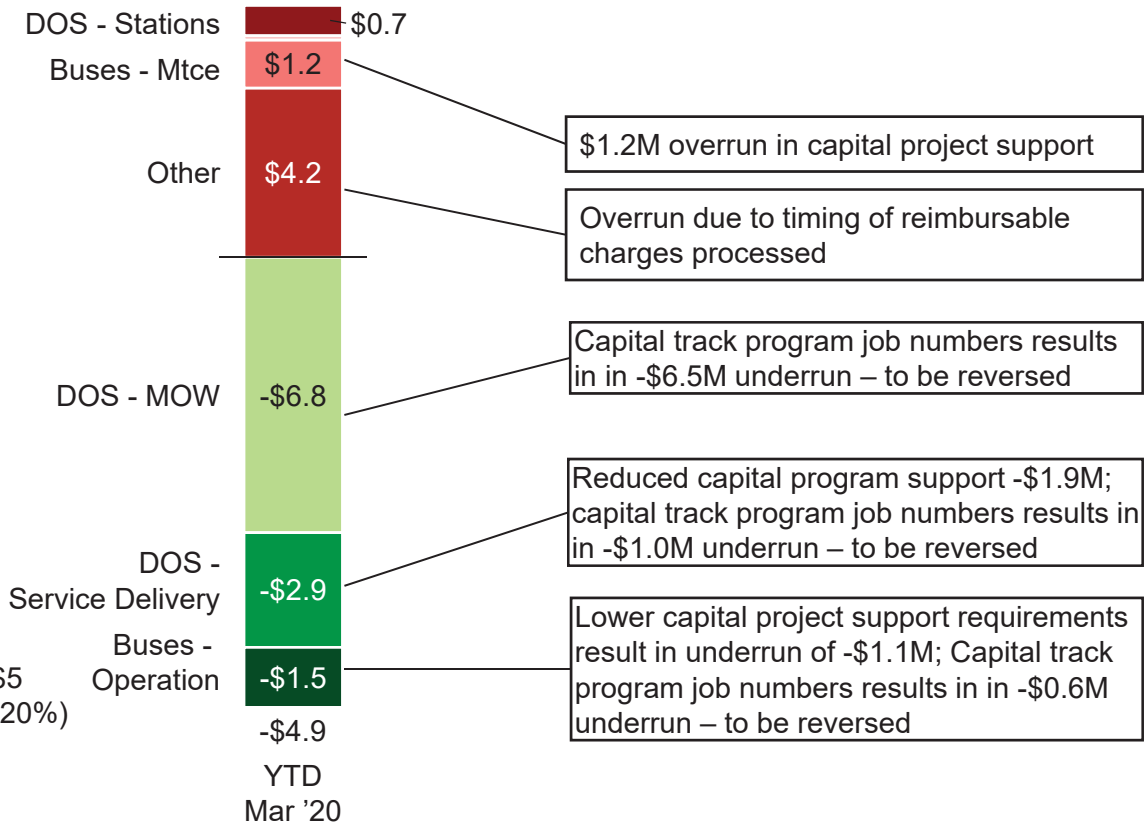 DOS - Stations
$0.7
Buses - Mtce
$1.2
$1.2M overrun in capital project support
Other
$4.2
Overrun due to timing of reimbursable
charges processed
DOS - MOW
-$6.8
Capital track program job numbers results
in in -$6.5M underrun – to be reversed
DOS -
Service Delivery
-$2.9
Reduced capital program support -$1.9M;
capital track program job numbers results in
in -$1.0M underrun – to be reversed
Buses -
Operation
-$1.5
Lower capital project support requirements
result in underrun of -$1.1M; Capital track
program job numbers results in in -$0.6M
underrun – to be reversed
$5
20%)
-$4.9
YTD
Mar ’20